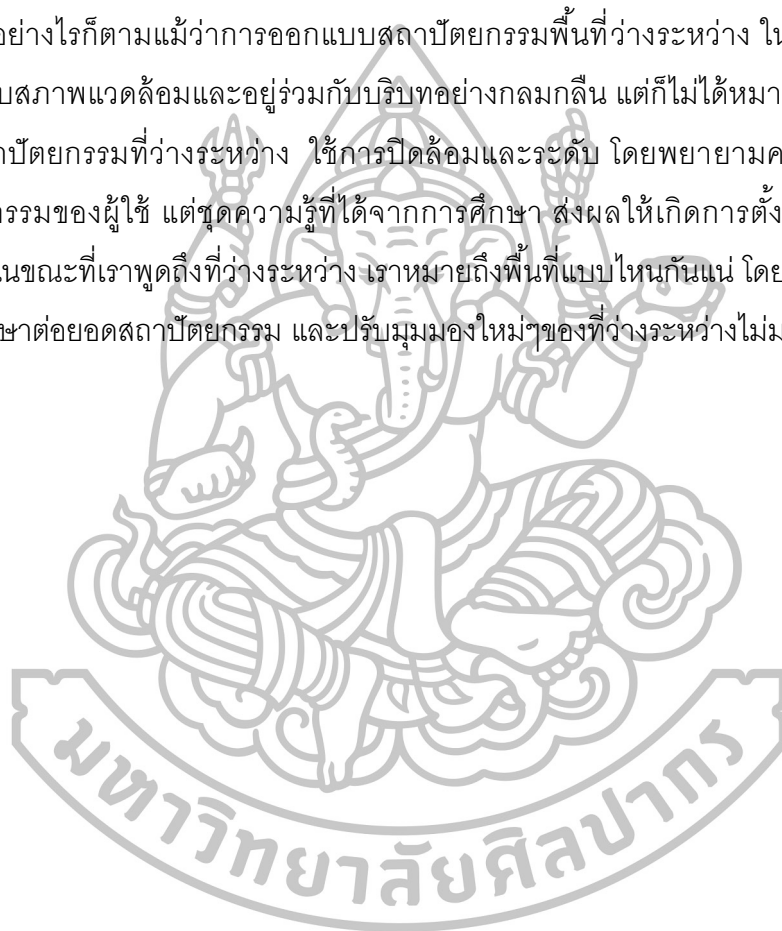 อย่างไรก็ตามแม้ว่าการออกแบบสถาปัตยกรรมพื้นที่ว่างระหว่าง ใน
บสภาพแวดล้อมและอยู่ร่วมกับบริบทอย่างกลมกลืน แต่ก็ไม่ได้หมา
าปัตยกรรมที่ว่างระหว่าง ใช้การปิดล้อมและระดับ โดยพยายามค
กรรมของผู้ใช้ แต่ชุดความรู้ที่ได้จากการศึกษา ส่งผลให้เกิดการตั้ง
นขณะที่เราพูดถึงที่ว่างระหว่าง เราหมายถึงพื้นที่แบบไหนกันแน่ โดย
ษาต่อยอดสถาปัตยกรรม และปรับมุมมองใหม่ๆของที่ว่างระหว่างไม่ม
มหาวิทยาลัยศิลปากร